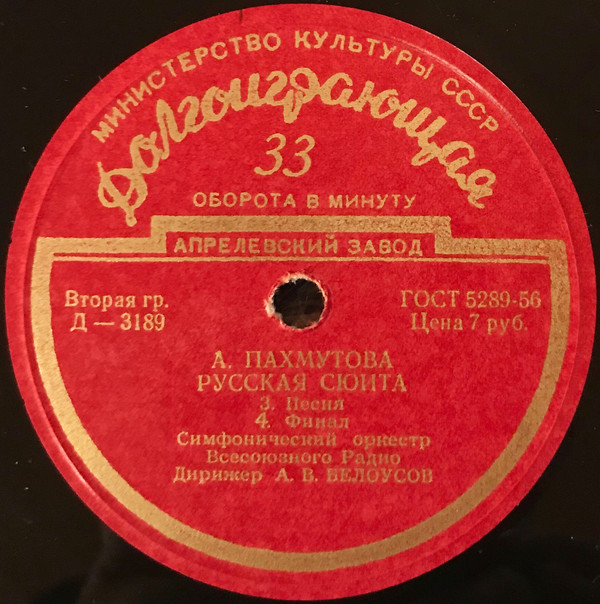 МИНИСТЕРСТВО КУЛЬТУРЫ СССР
Долгоиграющая
33
ОБОРОТА В МИНУТУ
АПРЕЛЕВСКИЙ ЗАВОД
Вторая гр.
Д — 3189
ГОСТ 5289-56
Цена 7 руб.
А. ПАХМУТОВА
РУССКАЯ СЮИТА
3. Песня
4. Финал
Симфонический оркестр
Всесоюзного Радио
Дирижер А. В. БЕЛОУСОВ